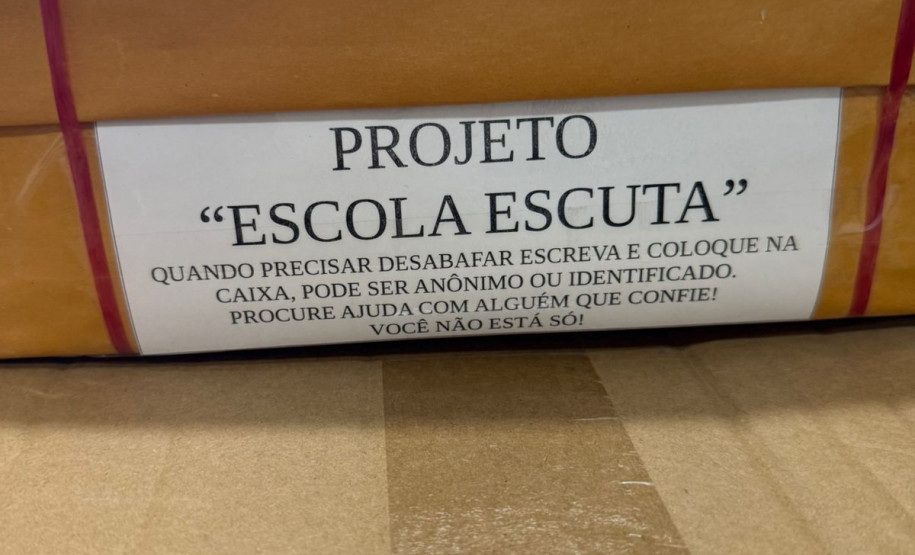 PROJETO
“ESCOLA ESCUTA”
QUANDO PRECISAR DESABAFAR ESCREVA E COLOQUE NA
CAIXA, PODE SER ANÔNIMO OU IDENTIFICADO.
PROCURE AJUDA COM ALGUÉM QUE CONFIE!
VOCÊ NÃO ESTÁ SÓ!